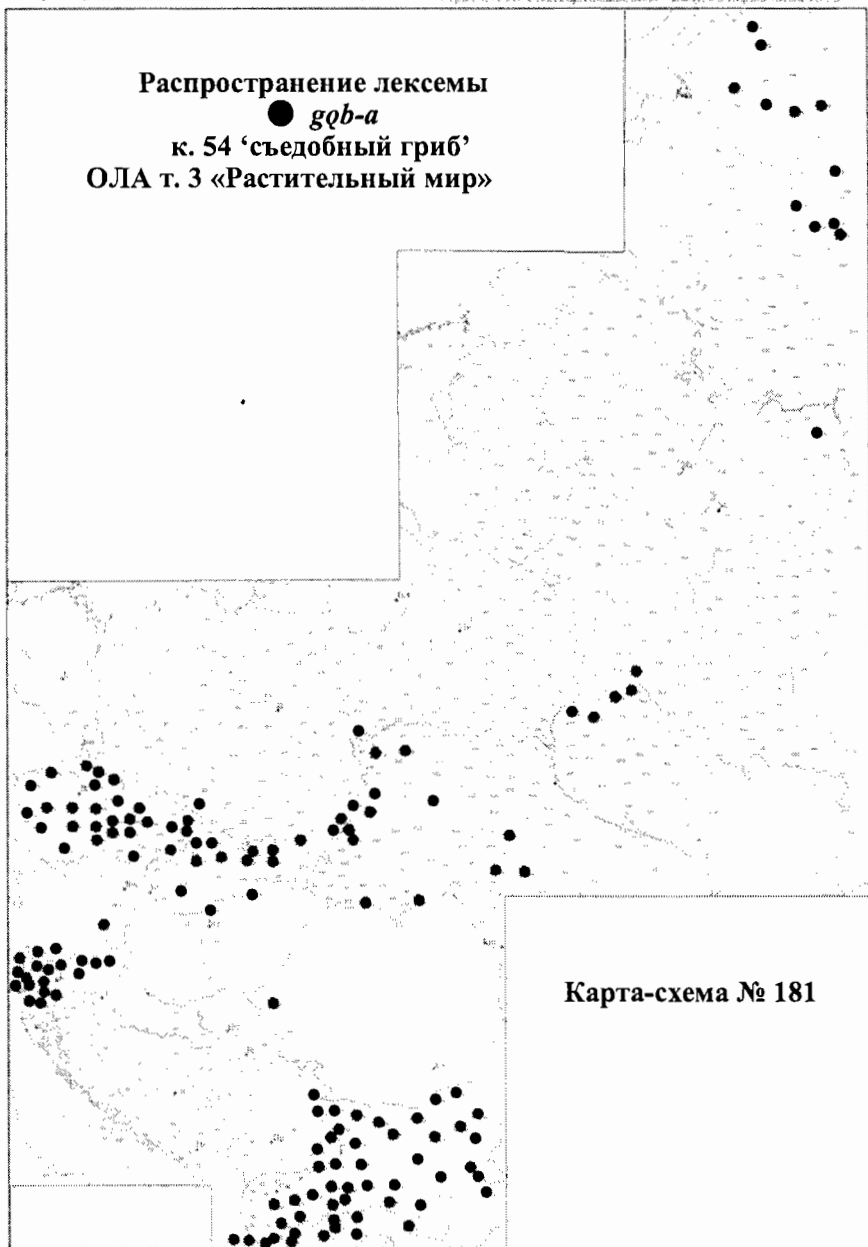 Распространение лексемы
● gǫb-a
к. 54 ‘съедобный гриб’
ОЛА т. 3 «Растительный мир»
Карта-схема № 181